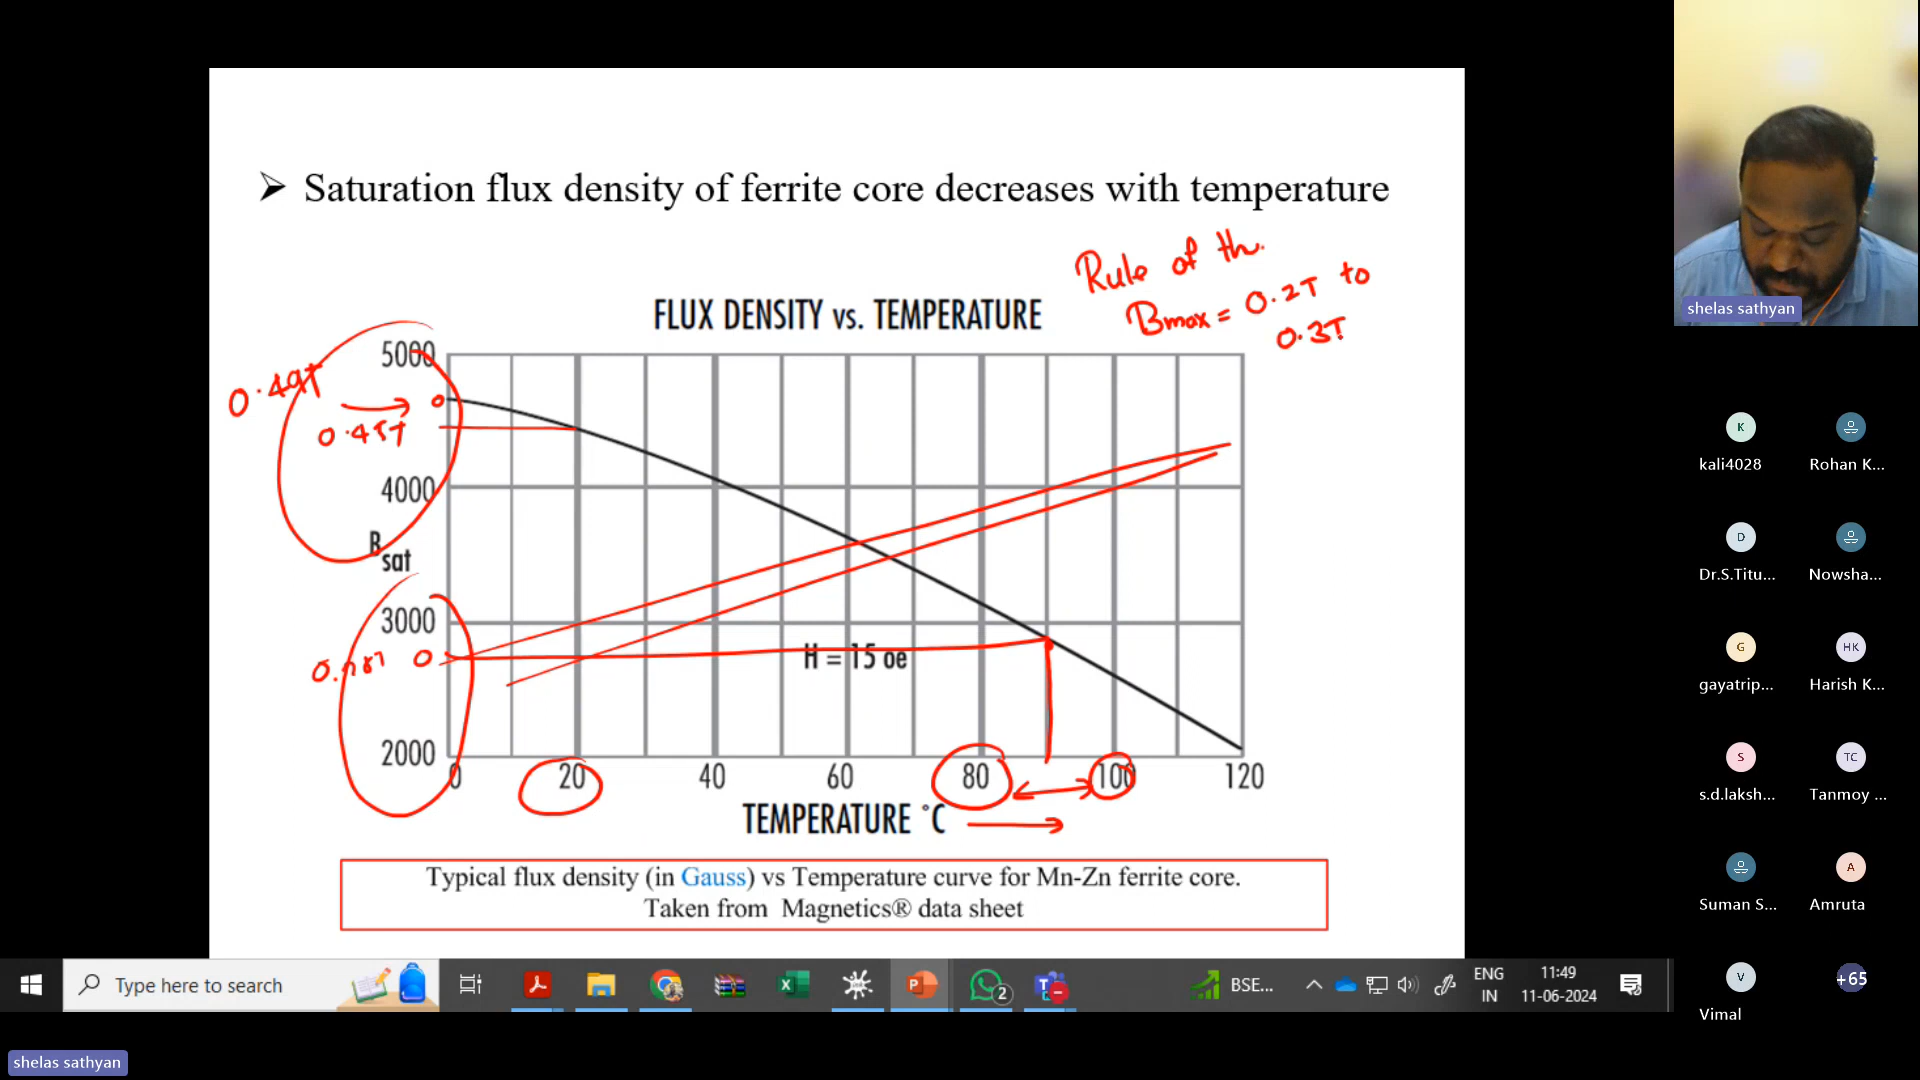 ➢ Saturation flux density of ferrite core decreases with temperature
Rule of th.
Bmax = 0.2T to
0.3T
FLUX DENSITY vs. TEMPERATURE
5000
0.49T
0.45T
4000
B
sat
3000
H = 15 oe
2000
0 20 40 60 80 100 120
TEMPERATURE °C
Typical flux density (in Gauss) vs Temperature curve for Mn-Zn ferrite core.
Taken from Magnetics® data sheet
shelas sathyan
K
kali4028
Rohan K...
D
Dr.S.Titu...
Nowsha...
G
gayatrip...
HK
Harish K...
S
s.d.laksh...
TC
Tanmoy ...
Suman S...
A
Amruta
V
Vimal
+65
Type here to search
2
BSE...
ENG
IN
11:49
11-06-2024
shelas sathyan